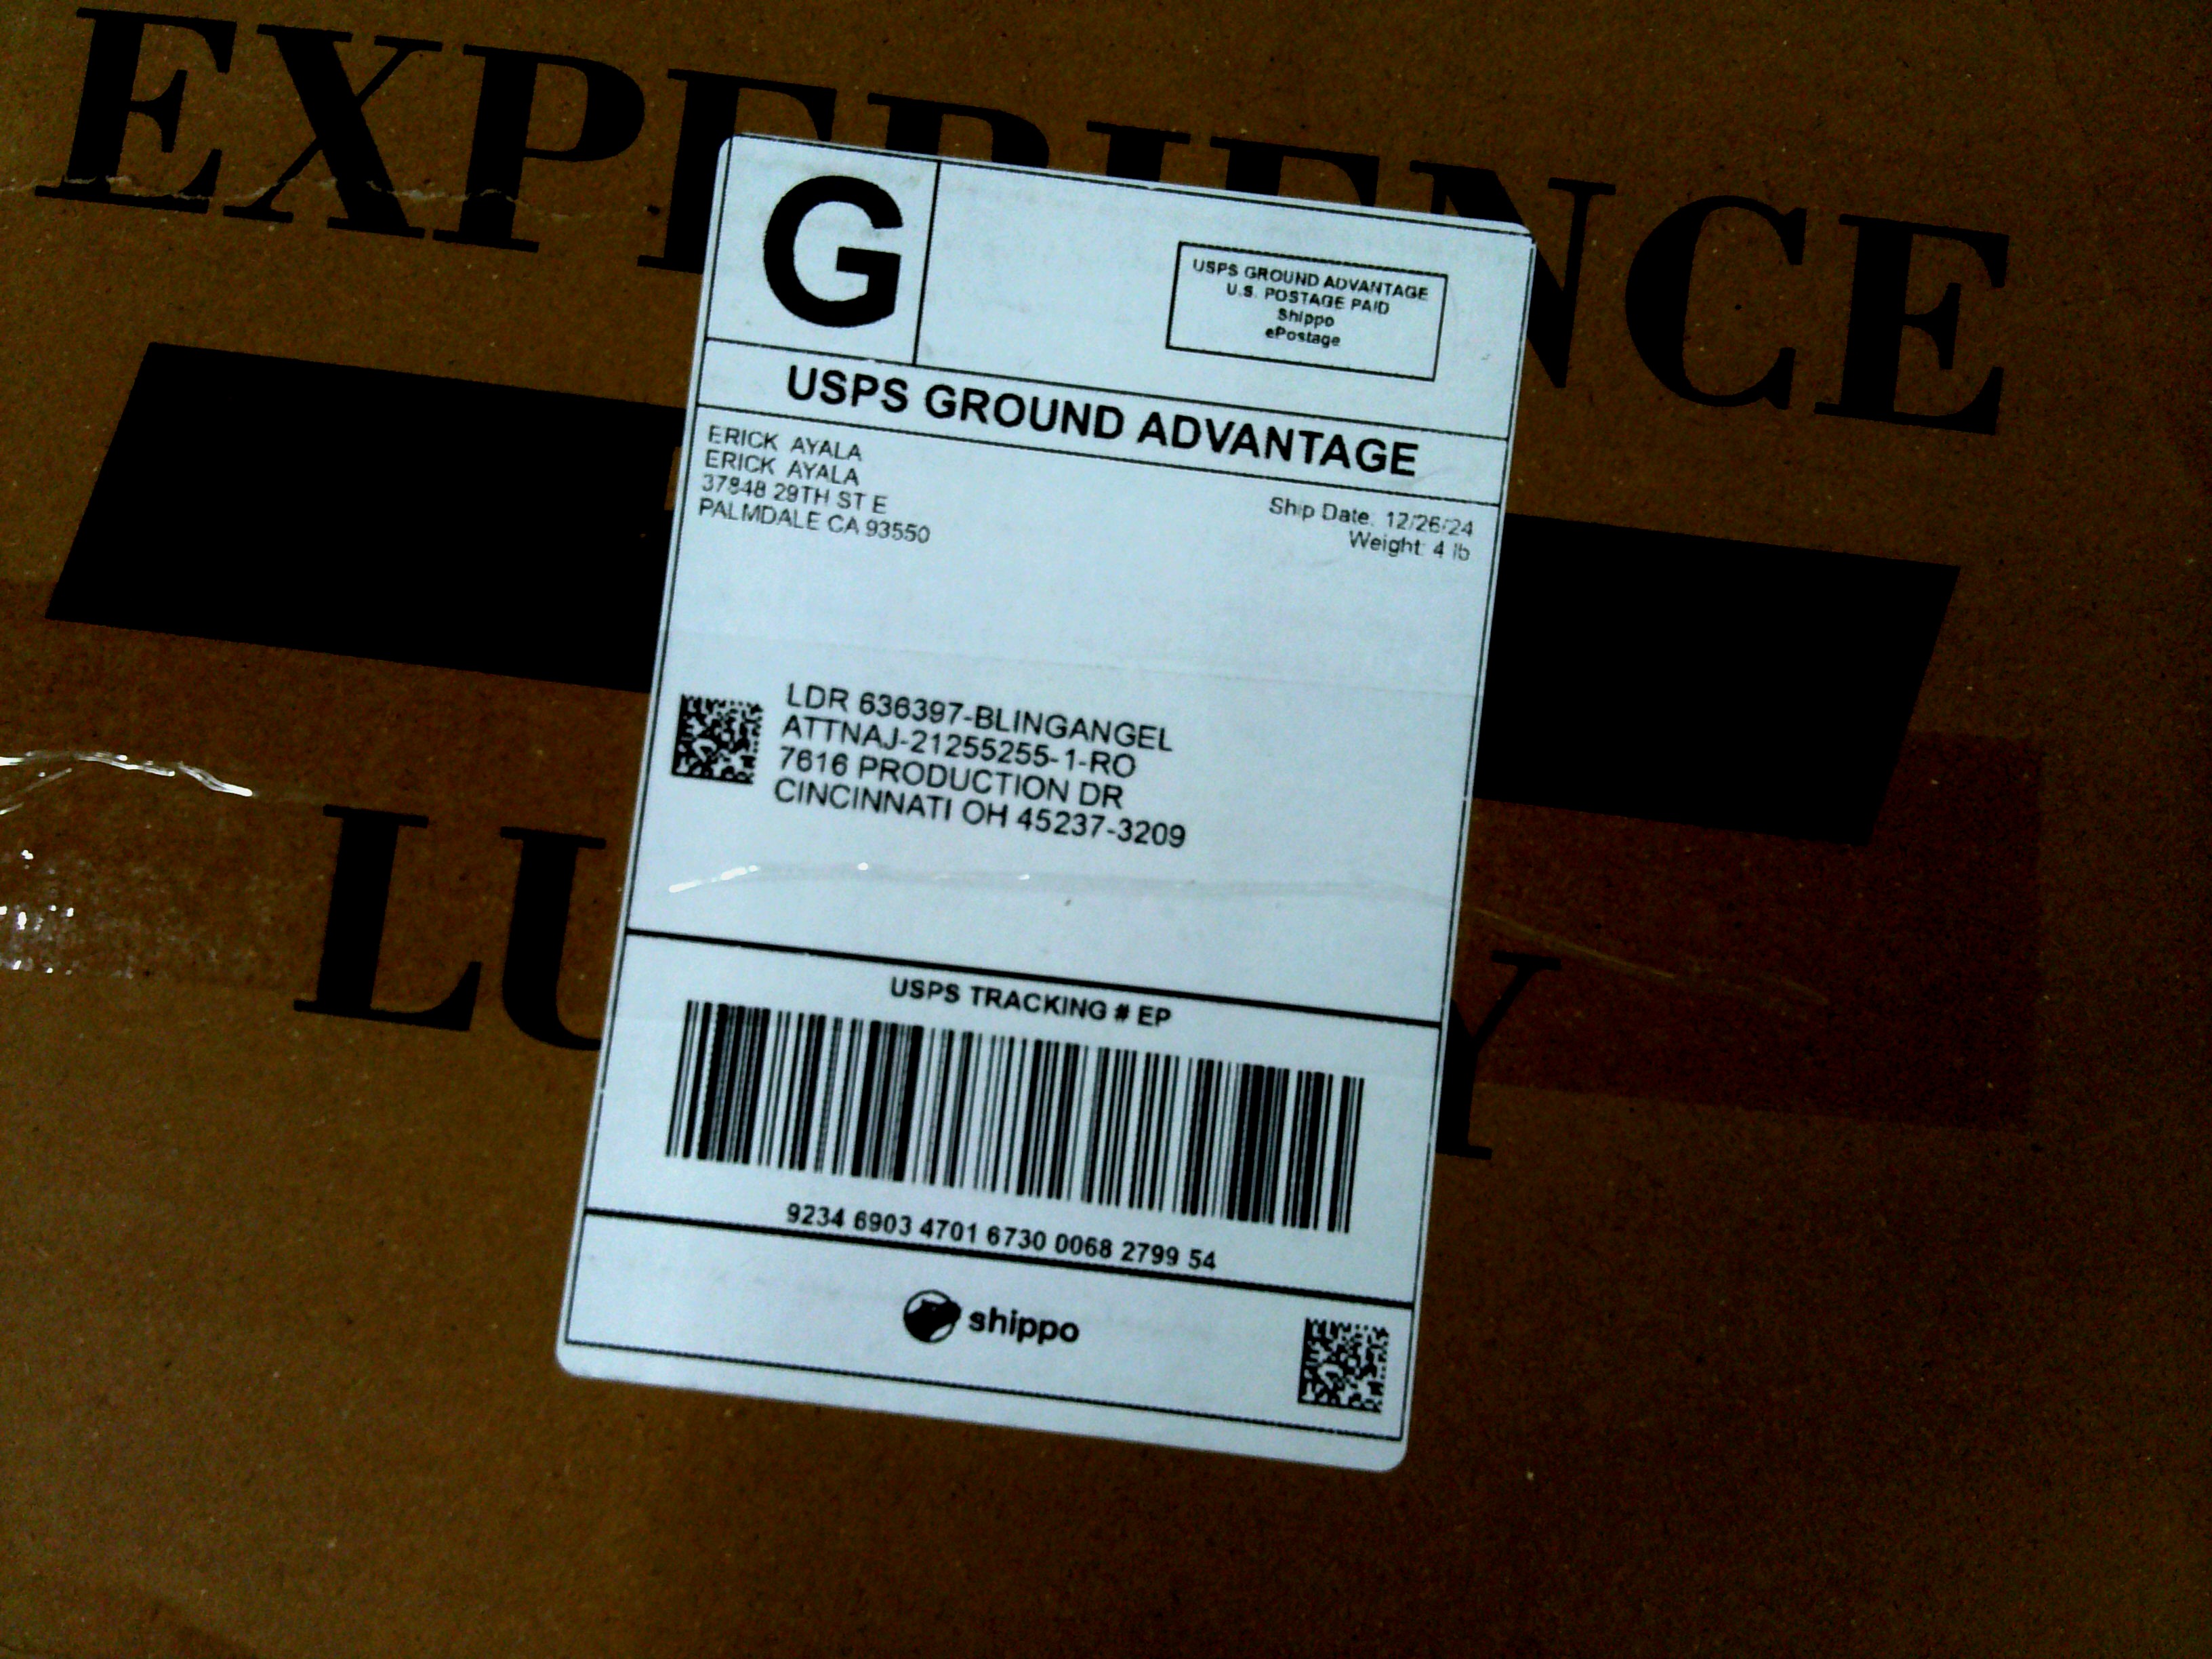 EXPERIENCE
G
USPS GROUND ADVANTAGE
U.S. POSTAGE PAID
Shippo
ePostage
USPS GROUND ADVANTAGE
ERICK AYALA
ERICK AYALA
37848 29TH ST E
PALMDALE CA 93550
Ship Date: 12/26/24
Weight: 4 lb
LDR 636397-BLINGANGEL
ATTNAJ-21255255-1-RO
7616 PRODUCTION DR
CINCINNATI OH 45237-3209
USPS TRACKING # EP
9234 6903 4701 6730 0068 2799 54
shippo